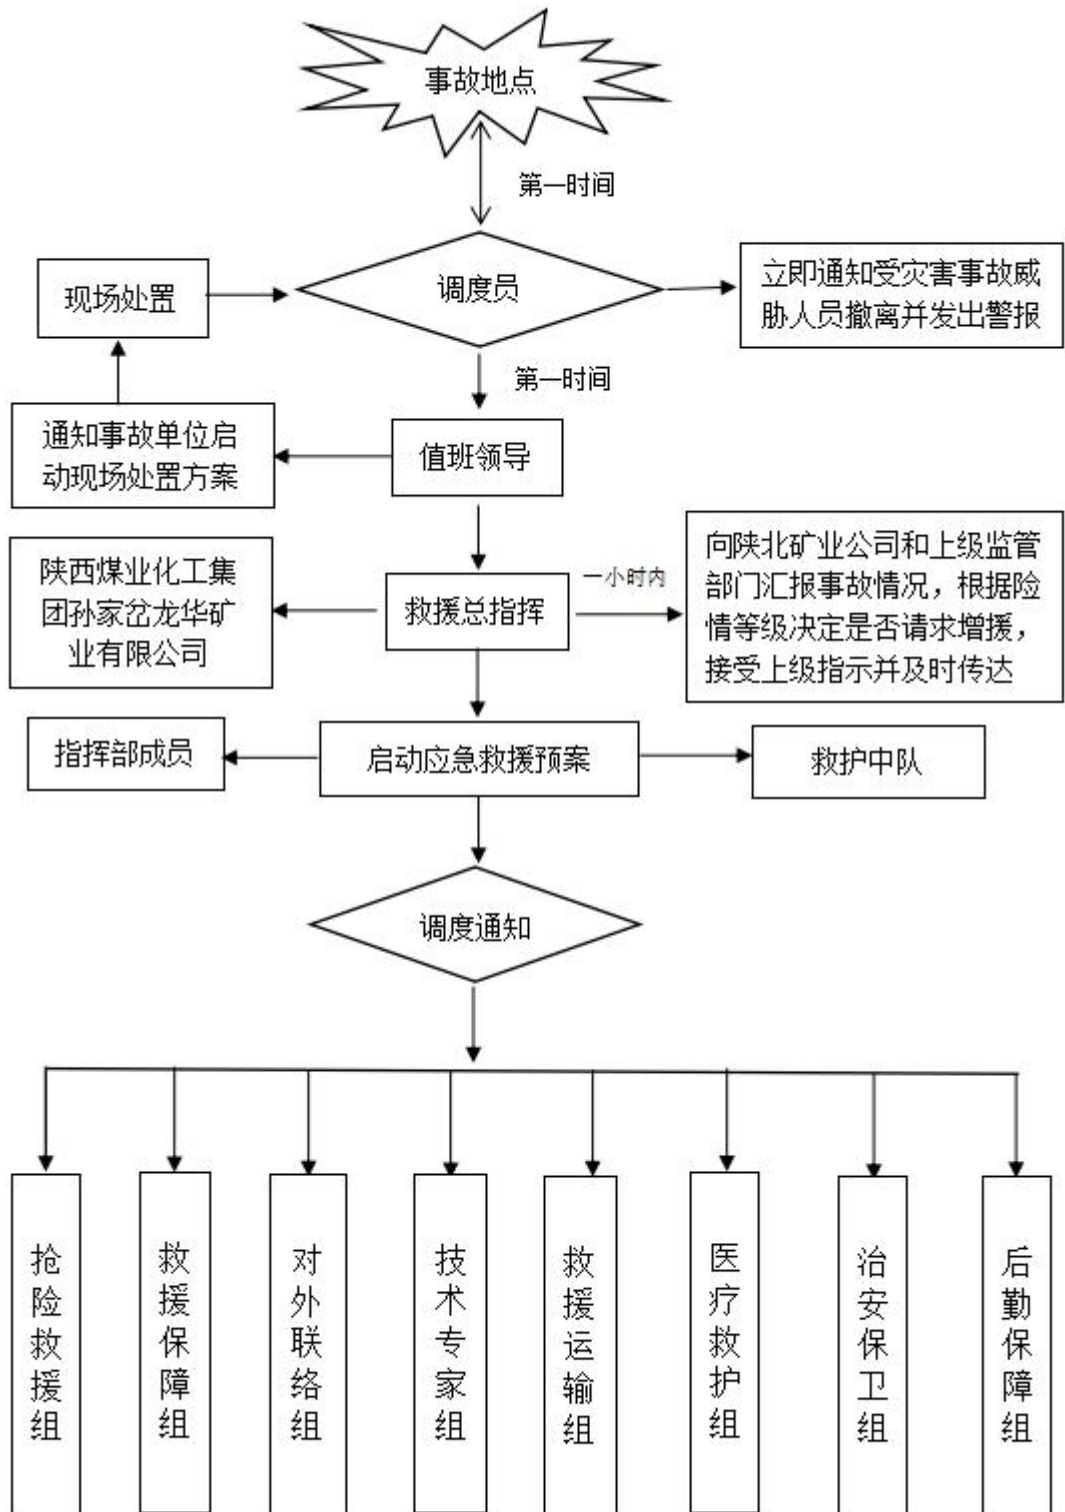 事故地点
第一时间
调度员
现场处置
立即通知受灾害事故威
胁人员撤离并发出警报
第一时间
通知事故单位启
动现场处置方案
值班领导
陕西煤业化工集
团孙家岔龙华矿
业有限公司
救援总指挥
一小时内
向陕北矿业公司和上级监管
部门汇报事故情况，根据险
情等级决定是否请求增援，
接受上级指示并及时传达
指挥部成员
启动应急救援预案
救护中队
调度通知
抢险救援组
救援保障组
对外联络组
技术专家组
救援运输组
医疗救护组
治安保卫组
后勤保障组